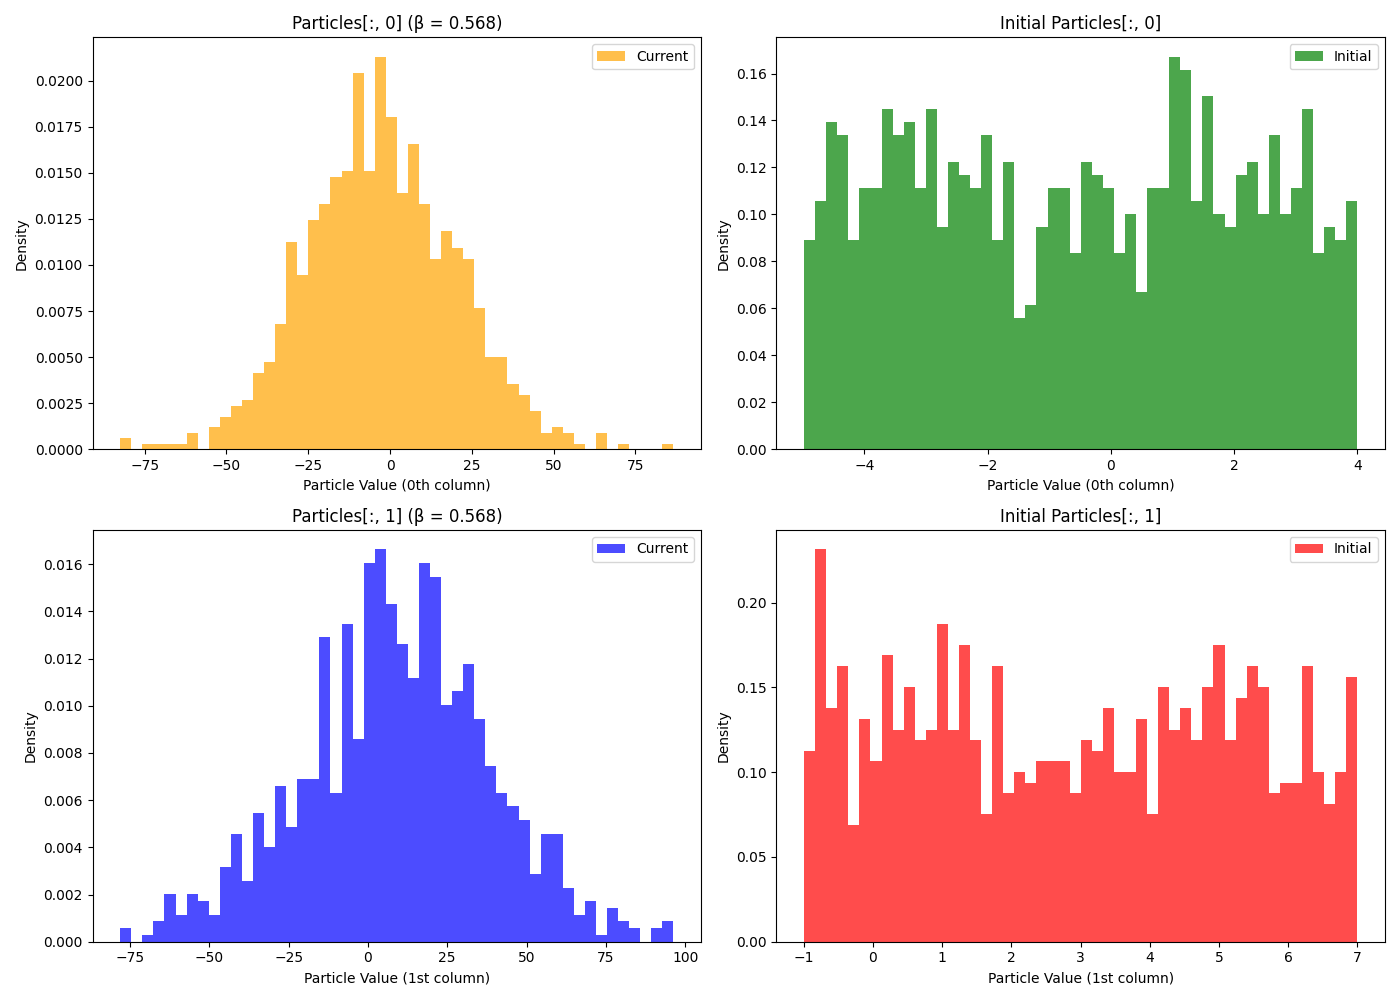 Particles[:, 0] (β = 0.568)
Current
0.0200
0.0175
0.0150
0.0125
0.0100
0.0075
0.0050
0.0025
0.0000
Density
−75 −50 −25 0 25 50 75
Particle Value (0th column)
Initial Particles[:, 0]
Initial
0.16
0.14
0.12
0.10
0.08
0.06
0.04
0.02
0.00
Density
−4 −2 0 2 4
Particle Value (0th column)
Particles[:, 1] (β = 0.568)
Current
0.016
0.014
0.012
0.010
0.008
0.006
0.004
0.002
0.000
Density
−75 −50 −25 0 25 50 75 100
Particle Value (1st column)
Initial Particles[:, 1]
Initial
0.20
0.15
0.10
0.05
0.00
Density
−1 0 1 2 3 4 5 6 7
Particle Value (1st column)